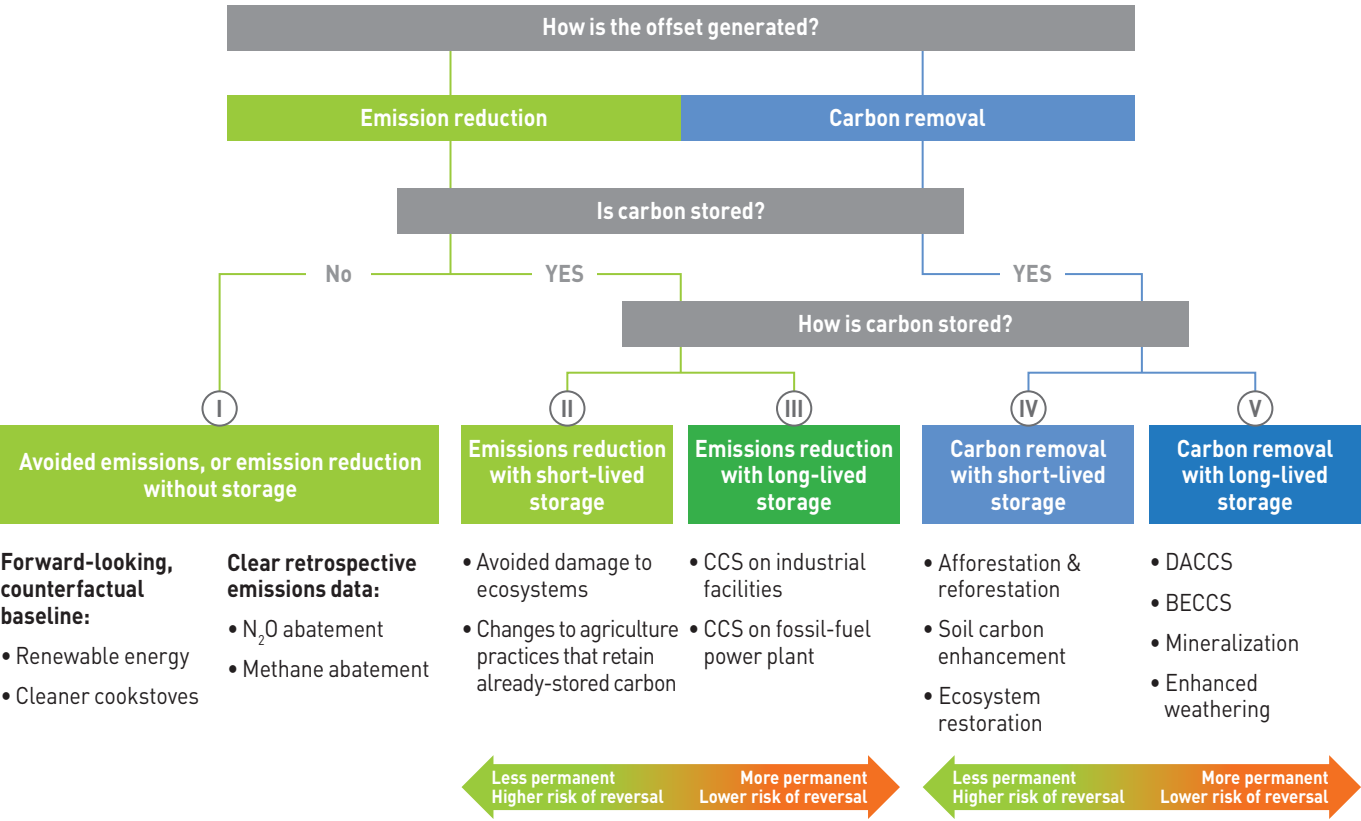 How is the offset generated?
Emission reduction
Carbon removal
Is carbon stored?
No
YES
YES
How is carbon stored?
I
II
III
IV
V
Avoided emissions, or emission reduction
without storage
Emissions reduction
with short-lived
storage
Emissions reduction
with long-lived
storage
Carbon removal
with short-lived
storage
Carbon removal
with long-lived
storage
Forward-looking,
counterfactual
baseline:
• Renewable energy
• Cleaner cookstoves
Clear retrospective
emissions data:
• N₂O abatement
• Methane abatement
• Avoided damage to
ecosystems
• Changes to agriculture
practices that retain
already-stored carbon
• CCS on industrial
facilities
• CCS on fossil-fuel
power plant
• Afforestation &
reforestation
• Soil carbon
enhancement
• Ecosystem
restoration
• DACCS
• BECCS
• Mineralization
• Enhanced
weathering
Less permanent
Higher risk of reversal
More permanent
Lower risk of reversal
Less permanent
Higher risk of reversal
More permanent
Lower risk of reversal